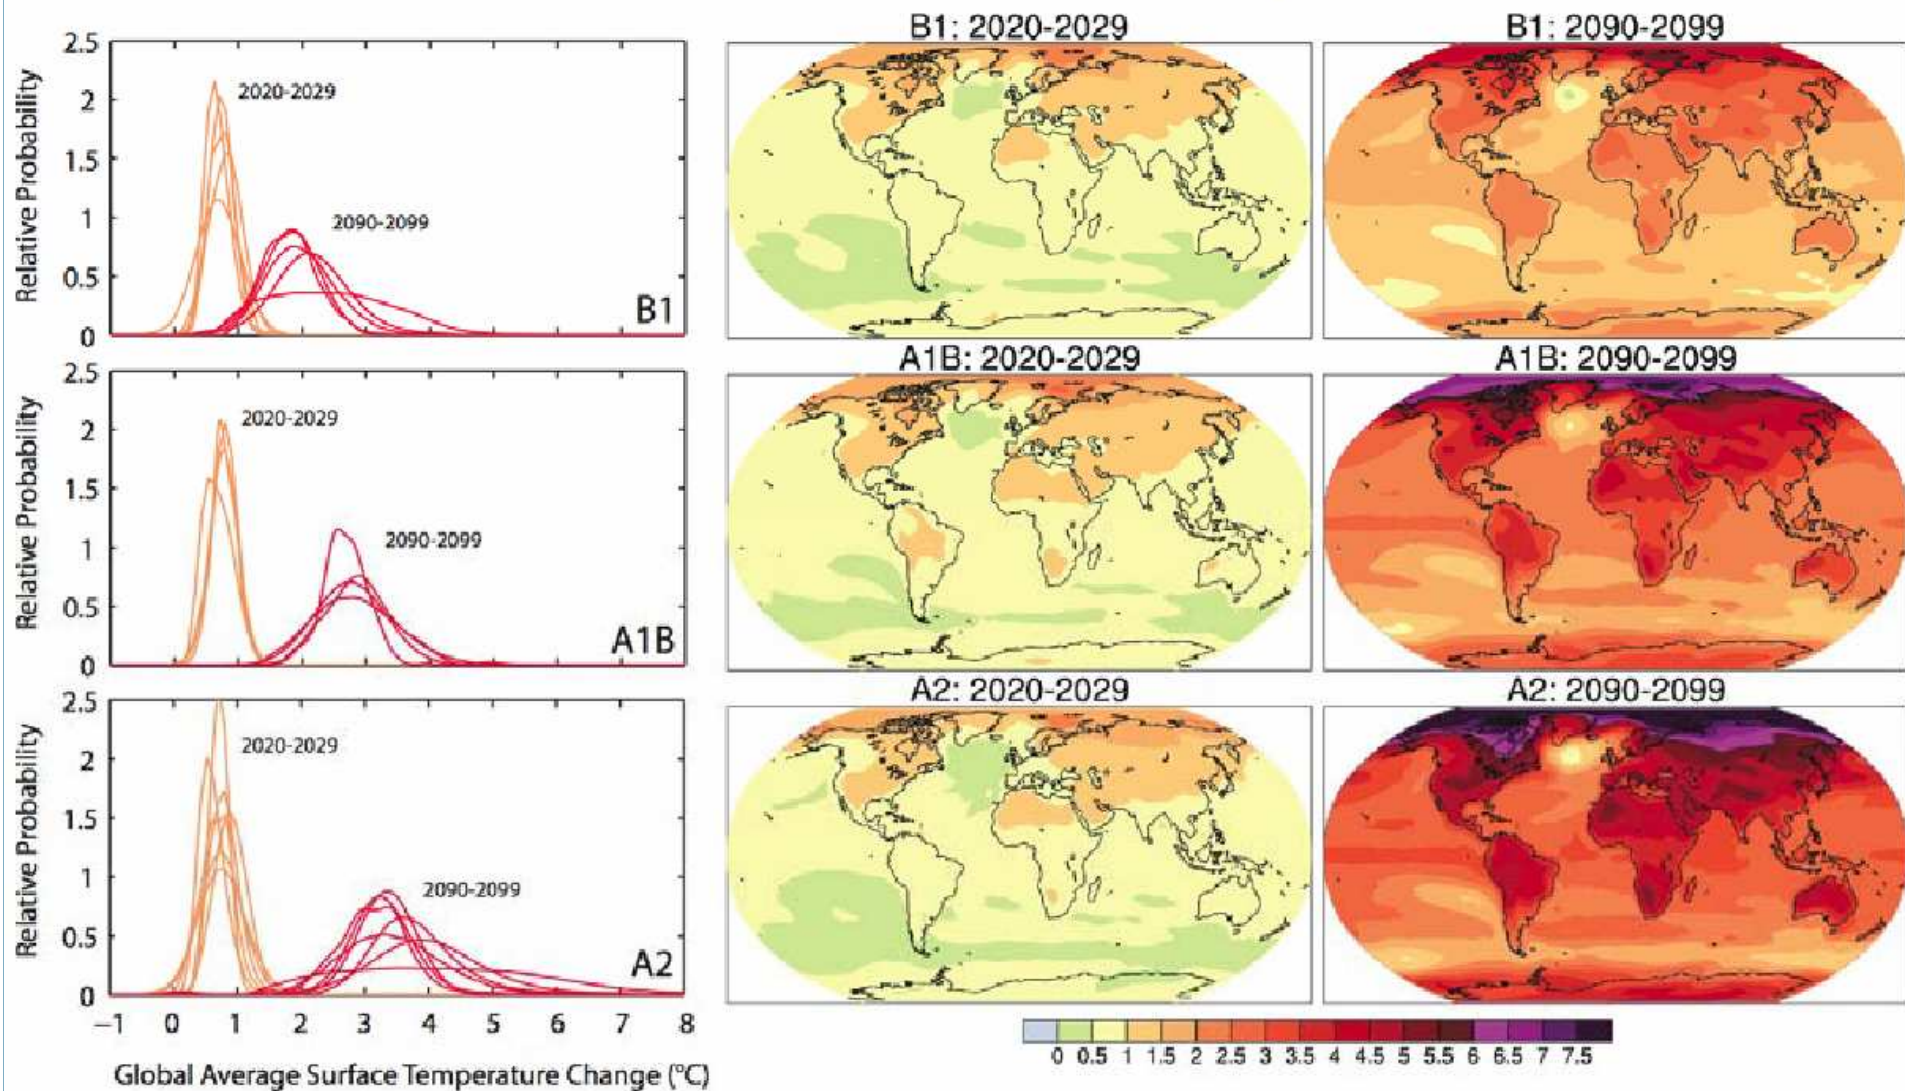 B1: 2020-2029
B1: 2090-2099
2.5
2
1.5
1
0.5
0
Relative Probability
2020-2029
2090-2099
B1
A1B: 2020-2029
A1B: 2090-2099
2.5
2
1.5
1
0.5
0
Relative Probability
2020-2029
2090-2099
A1B
A2: 2020-2029
A2: 2090-2099
2.5
2
1.5
1
0.5
0
Relative Probability
2020-2029
2090-2099
A2
−1 0 1 2 3 4 5 6 7 8
Global Average Surface Temperature Change (ºC)
0 0.5 1 1.5 2 2.5 3 3.5 4 4.5 5 5.5 6 6.5 7 7.5